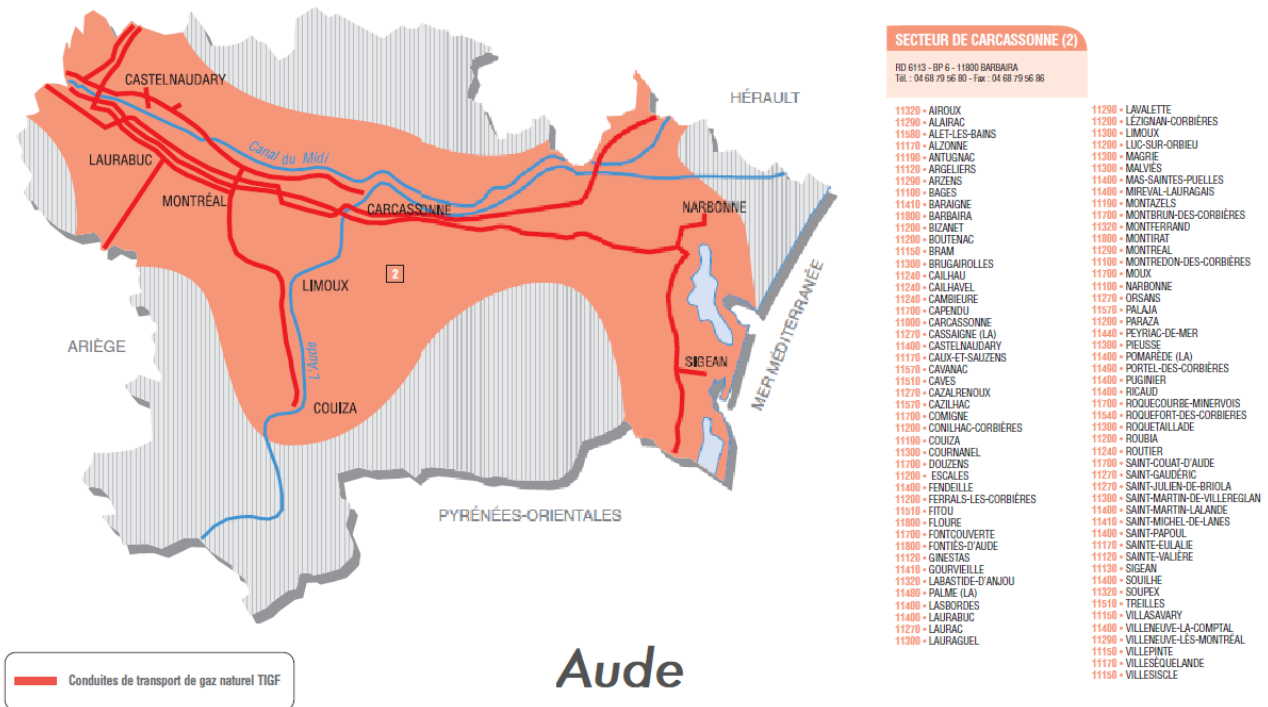 CASTELNAUDARY
HÉRAULT
LAURABUC
Canal du Midi
MONTRÉAL
CARCASSONNE
NARBONNE
2
LIMOUX
MER MÉDITERRANÉE
ARIÈGE
L'Aude
SIGEAN
COUIZA
PYRÉNÉES-ORIENTALES
Aude
Conduites de transport de gaz naturel TIGF
SECTEUR DE CARCASSONNE (2)
RD 6113 - BP 6 - 11800 BARBAIRA
Tél. : 04 68 79 56 80 - Fax : 04 68 79 56 86
11320 • AIROUX
11290 • ALAIRAC
11580 • ALET-LES-BAINS
11170 • ALZONNE
11190 • ANTUGNAC
11120 • ARGELIERS
11290 • ARZENS
11100 • BAGES
11410 • BARAIGNE
11800 • BARBAIRA
11200 • BIZANET
11200 • BOUTENAC
11150 • BRAM
11300 • BRUGAIROLLES
11240 • CAILHAU
11240 • CAILHAVEL
11240 • CAMBIEURE
11700 • CAPENDU
11000 • CARCASSONNE
11270 • CASSAIGNE (LA)
11400 • CASTELNAUDARY
11170 • CAUX-ET-SAUZENS
11570 • CAVANAC
11510 • CAVES
11270 • CAZALRENOUX
11570 • CAZILHAC
11700 • COMIGNE
11200 • CONILHAC-CORBIÈRES
11190 • COUIZA
11300 • COURNANEL
11700 • DOUZENS
11200 • ESCALES
11400 • FENDEILLE
11200 • FERRALS-LES-CORBIÈRES
11510 • FITOU
11800 • FLOURE
11700 • FONTCOUVERTE
11800 • FONTIÈS-D'AUDE
11120 • GINESTAS
11410 • GOURVIEILLE
11320 • LABASTIDE-D'ANJOU
11480 • PALME (LA)
11400 • LASBORDES
11400 • LAURABUC
11270 • LAURAC
11300 • LAURAGUEL
11290 • LAVALETTE
11200 • LÉZIGNAN-CORBIÈRES
11300 • LIMOUX
11200 • LUC-SUR-ORBIEU
11300 • MAGRIE
11300 • MALVIÈS
11400 • MAS-SAINTES-PUELLES
11400 • MIREVAL-LAURAGAIS
11190 • MONTAZELS
11700 • MONTBRUN-DES-CORBIÈRES
11320 • MONTFERRAND
11800 • MONTIRAT
11290 • MONTREAL
11100 • MONTREDON-DES-CORBIÈRES
11700 • MOUX
11100 • NARBONNE
11270 • ORSANS
11570 • PALAJA
11200 • PARAZA
11440 • PEYRIAC-DE-MER
11300 • PIEUSSE
11400 • POMARÈDE (LA)
11490 • PORTEL-DES-CORBIÈRES
11400 • PUGINIER
11400 • RICAUD
11700 • ROQUECOURBE-MINERVOIS
11540 • ROQUEFORT-DES-CORBIERES
11300 • ROQUETAILLADE
11200 • ROUBIA
11240 • ROUTIER
11700 • SAINT-COUAT-D'AUDE
11270 • SAINT-GAUDÉRIC
11270 • SAINT-JULIEN-DE-BRIOLA
11300 • SAINT-MARTIN-DE-VILLEREGLAN
11400 • SAINT-MARTIN-LALANDE
11410 • SAINT-MICHEL-DE-LANES
11400 • SAINT-PAPOUL
11170 • SAINTE-EULALIE
11120 • SAINTE-VALIÈRE
11130 • SIGEAN
11400 • SOUILHE
11320 • SOUPEX
11510 • TREILLES
11150 • VILLASAVARY
11400 • VILLENEUVE-LA-COMPTAL
11290 • VILLENEUVE-LÈS-MONTRÉAL
11150 • VILLEPINTE
11170 • VILLESÈQUELANDE
11150 • VILLESISCLE